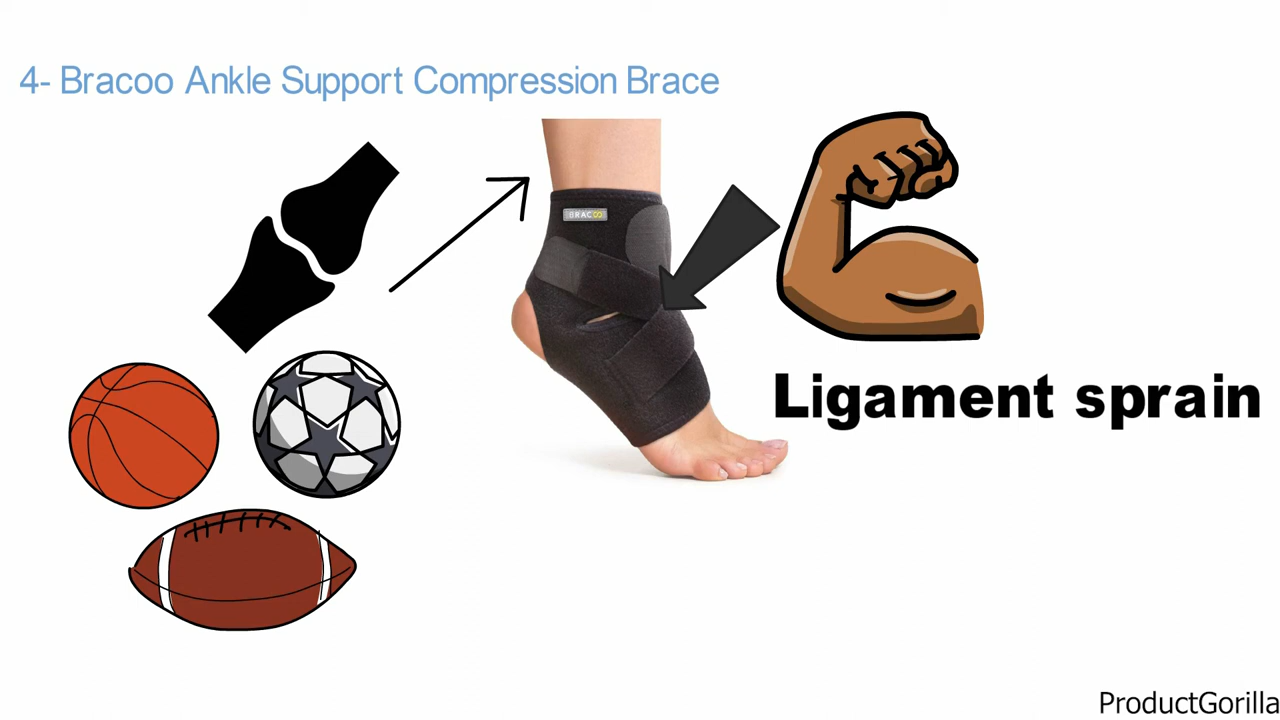 4- Bracoo Ankle Support Compression Brace
BRACOO
Ligament sprain
ProductGorilla